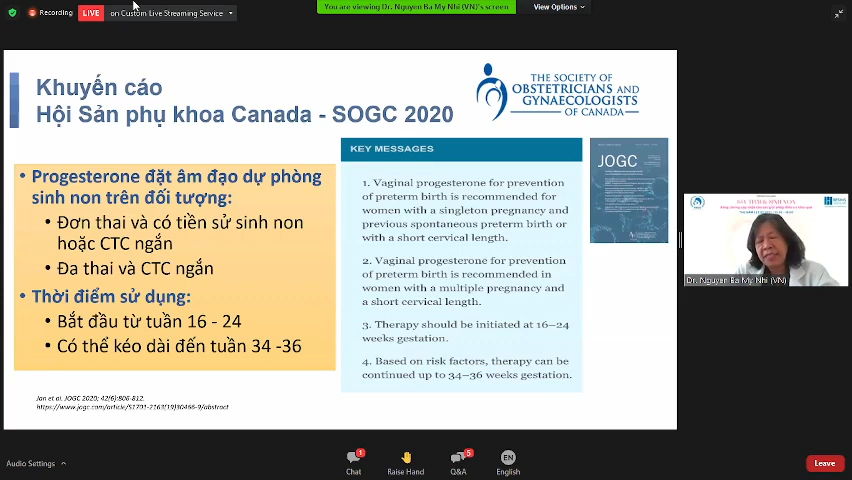 Recording
LIVE
on Custom Live Streaming Service
You are viewing Dr. Nguyen Ba My Nhi (VN)'s screen
View Options
Khuyến cáo
Hội Sản phụ khoa Canada - SOGC 2020
THE SOCIETY OF
OBSTETRICIANS AND
GYNAECOLOGISTS
OF CANADA
• Progesterone đặt âm đạo dự phòng
sinh non trên đối tượng:
• Đơn thai và có tiền sử sinh non
hoặc CTC ngắn
• Đa thai và CTC ngắn
• Thời điểm sử dụng:
• Bắt đầu từ tuần 16 - 24
• Có thể kéo dài đến tuần 34 -36
KEY MESSAGES
1. Vaginal progesterone for prevention
of preterm birth is recommended for
women with a singleton pregnancy and
previous spontaneous preterm birth or
with a short cervical length.
2. Vaginal progesterone for prevention
of preterm birth is recommended in
women with a multiple pregnancy and
a short cervical length.
3. Therapy should be initiated at 16–24
weeks gestation.
4. Based on risk factors, therapy can be
continued up to 34–36 weeks gestation.
JOGC
Jan et al. JOGC 2020; 42(6):806-812.
https://www.jogc.com/article/S1701-2163(19)30466-9/abstract
Dr. Nguyen Ba My Nhi (VN)
Audio Settings
1
Chat
Raise Hand
5
Q&A
EN
English
Leave